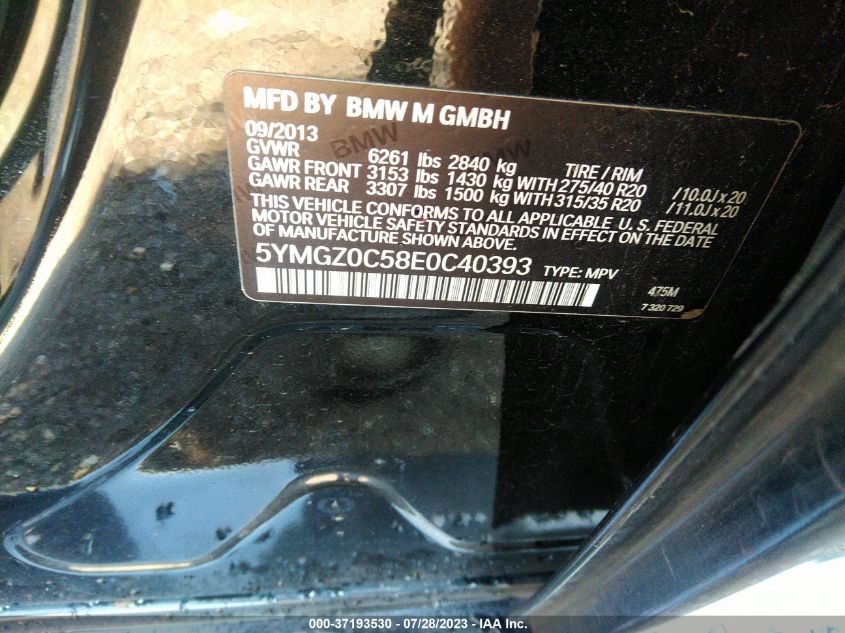 MFD BY BMW M GMBH
09/2013
GVWR 6261 lbs 2840 kg TIRE / RIM
GAWR FRONT 3153 lbs 1430 kg WITH 275/40 R20 / 10.0J x 20
GAWR REAR 3307 lbs 1500 kg WITH 315/35 R20 / 11.0J x 20
THIS VEHICLE CONFORMS TO ALL APPLICABLE U. S. FEDERAL
MOTOR VEHICLE SAFETY STANDARDS IN EFFECT ON THE DATE
OF MANUFACTURE SHOWN ABOVE.
5YMGZ0C58E0C40393 TYPE: MPV
475M
7 320 729
BMW
000-37193530 - 07/28/2023 - © IAA Inc.